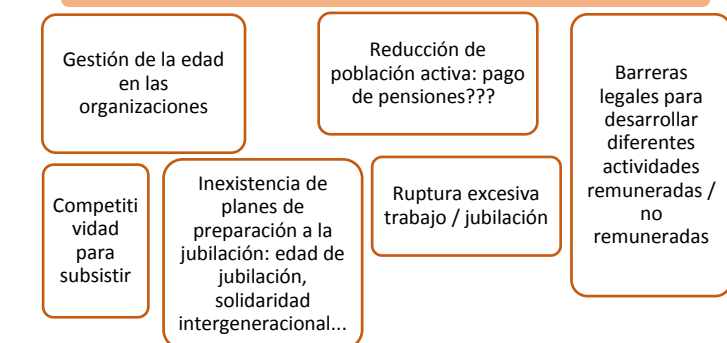 Gestión de la edad
en las
organizaciones
Reducción de
población activa: pago
de pensiones???
Barreras
legales para
desarrollar
diferentes
actividades
remuneradas /
no
remuneradas
Competiti
vidad
para
subsistir
Inexistencia de
planes de
preparación a la
jubilación: edad de
jubilación,
solidaridad
intergeneracional...
Ruptura excesiva
trabajo / jubilación